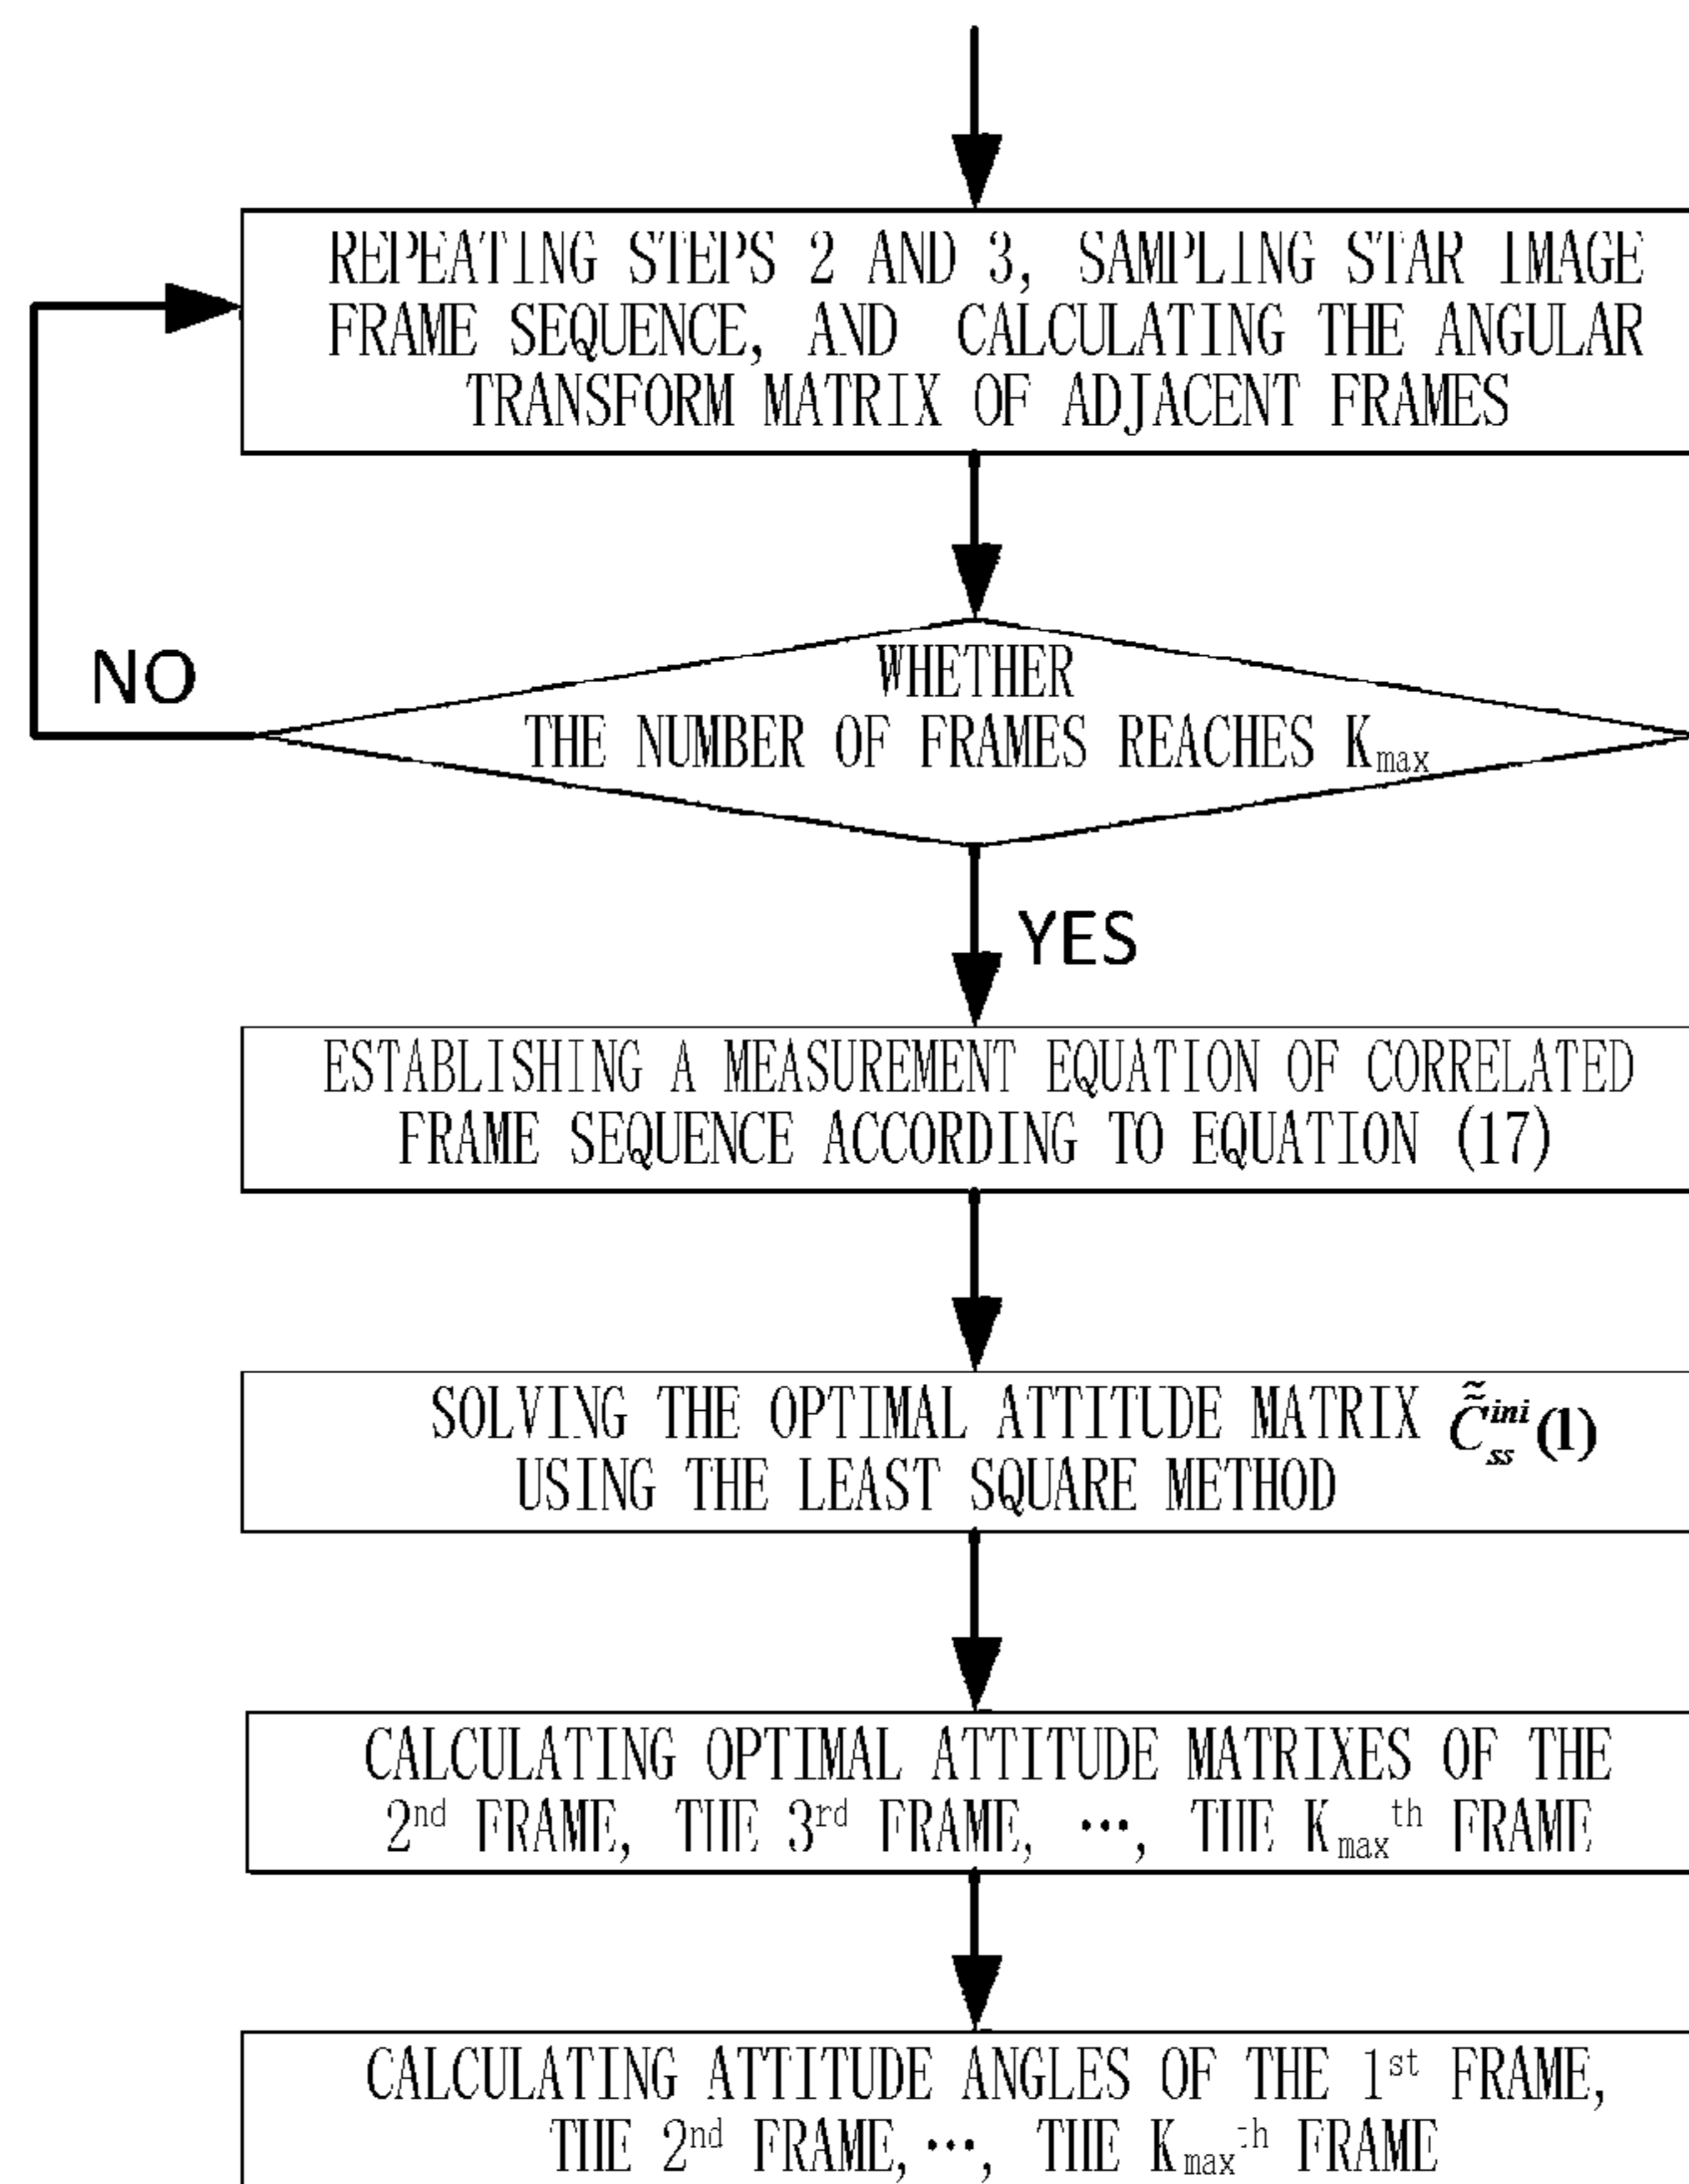 REPEATING STEPS 2 AND 3, SAMPLING STAR IMAGE
FRAME SEQUENCE, AND CALCULATING THE ANGULAR
TRANSFORM MATRIX OF ADJACENT FRAMES
NO
WHETHER
THE NUMBER OF FRAMES REACHES Kmax
YES
ESTABLISHING A MEASUREMENT EQUATION OF CORRELATED
FRAME SEQUENCE ACCORDING TO EQUATION (17)
SOLVING THE OPTIMAL ATTITUDE MATRIX C̃̃ssini(1)
USING THE LEAST SQUARE METHOD
CALCULATING OPTIMAL ATTITUDE MATRIXES OF THE
2nd FRAME, THE 3rd FRAME, ···, THE Kmaxth FRAME
CALCULATING ATTITUDE ANGLES OF THE 1st FRAME,
THE 2nd FRAME,···, THE Kmaxth FRAME